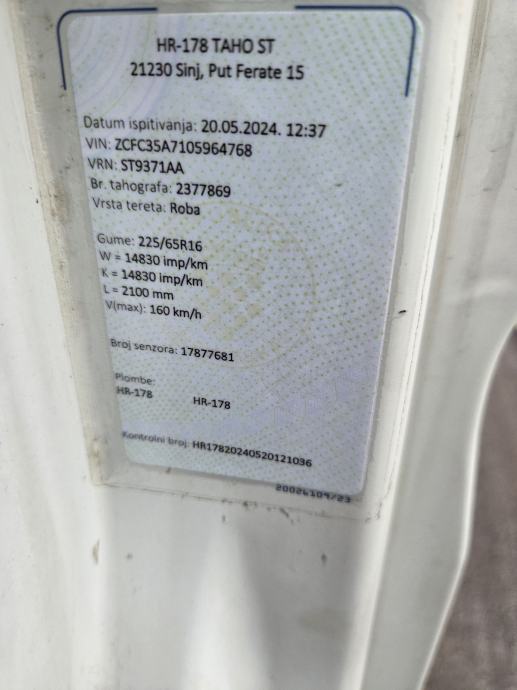 HR-178 TAHO ST
21230 Sinj, Put Ferate 15
Datum ispitivanja: 20.05.2024. 12:37
VIN: ZCFC35A7105964768
VRN: ST9371AA
Br. tahografa: 2377869
Vrsta tereta: Roba
Gume: 225/65R16
W = 14830 imp/km
K = 14830 imp/km
L = 2100 mm
V(max): 160 km/h
Broj senzora: 17877681
Plombe:
HR-178 HR-178
Kontrolni broj: HR17820240520121036
20026109/23